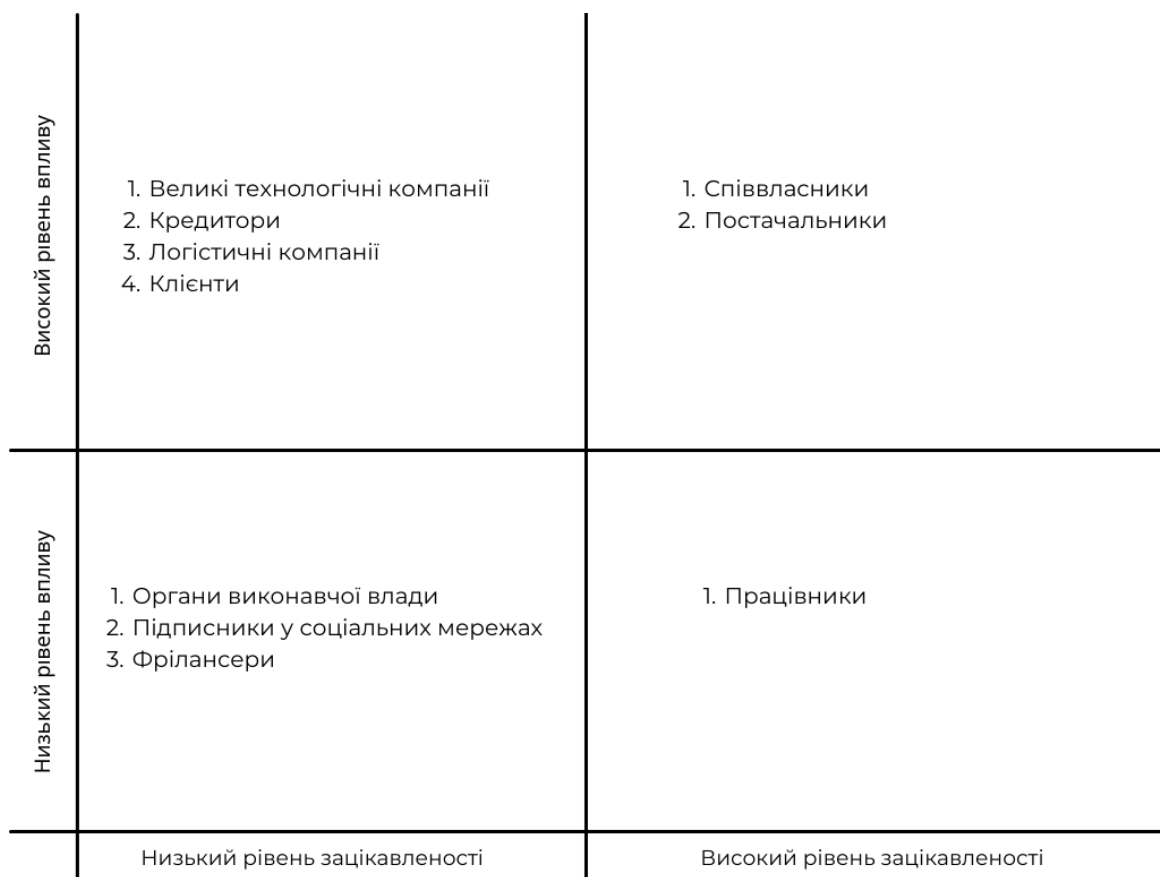 Високий рівень впливу
1. Великі технологічні компанії
2. Кредитори
3. Логістичні компанії
4. Клієнти
1. Співвласники
2. Постачальники
Низький рівень впливу
1. Органи виконавчої влади
2. Підписники у соціальних мережах
3. Фрілансери
1. Працівники
Низький рівень зацікавленості
Високий рівень зацікавленості